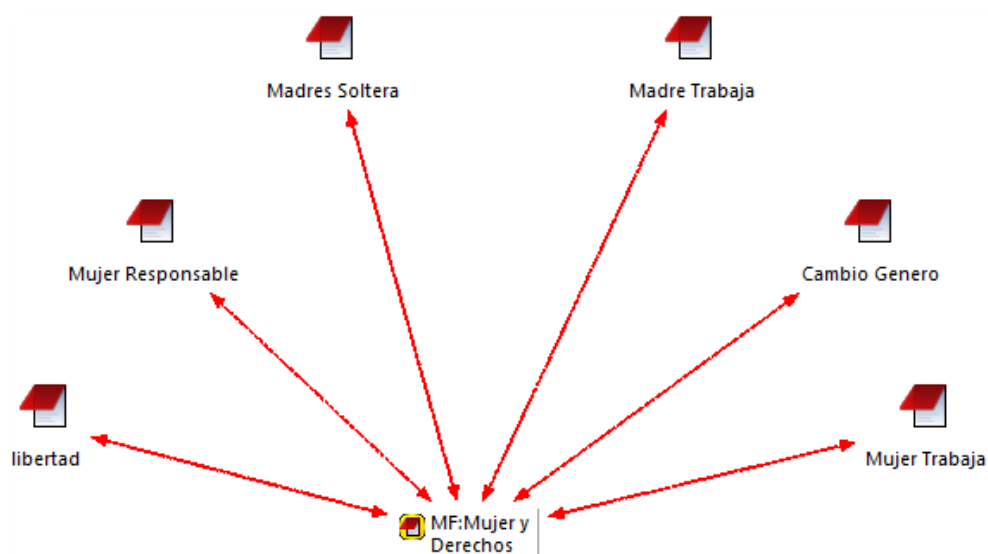 Madres Soltera
Madre Trabaja
Mujer Responsable
Cambio Genero
libertad
Mujer Trabaja
MF:Mujer y
Derechos